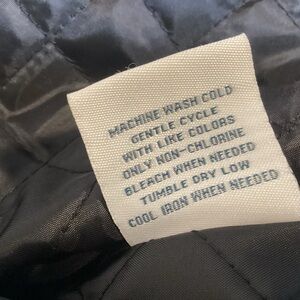 MACHINE WASH COLD
GENTLE CYCLE
WITH LIKE COLORS
ONLY NON-CHLORINE
BLEACH WHEN NEEDED
TUMBLE DRY LOW
COOL IRON WHEN NEEDED